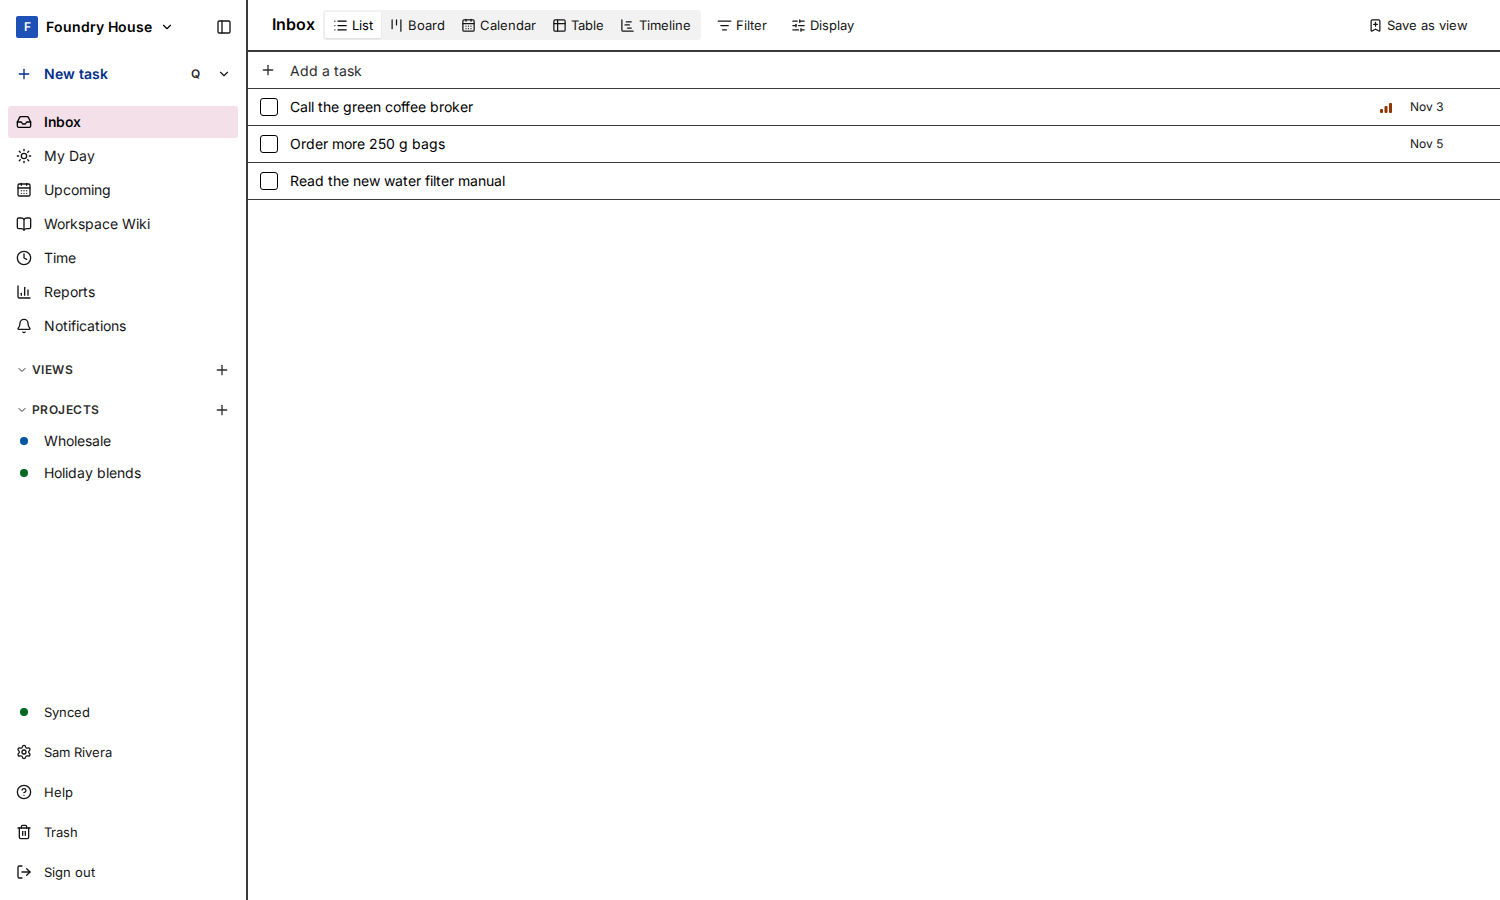 F Foundry House
New task Q
Inbox
My Day
Upcoming
Workspace Wiki
Time
Reports
Notifications
VIEWS
PROJECTS
Wholesale
Holiday blends
Synced
Sam Rivera
Help
Trash
Sign out
Inbox List Board Calendar Table Timeline Filter Display Save as view
Add a task
Call the green coffee broker Nov 3
Order more 250 g bags Nov 5
Read the new water filter manual